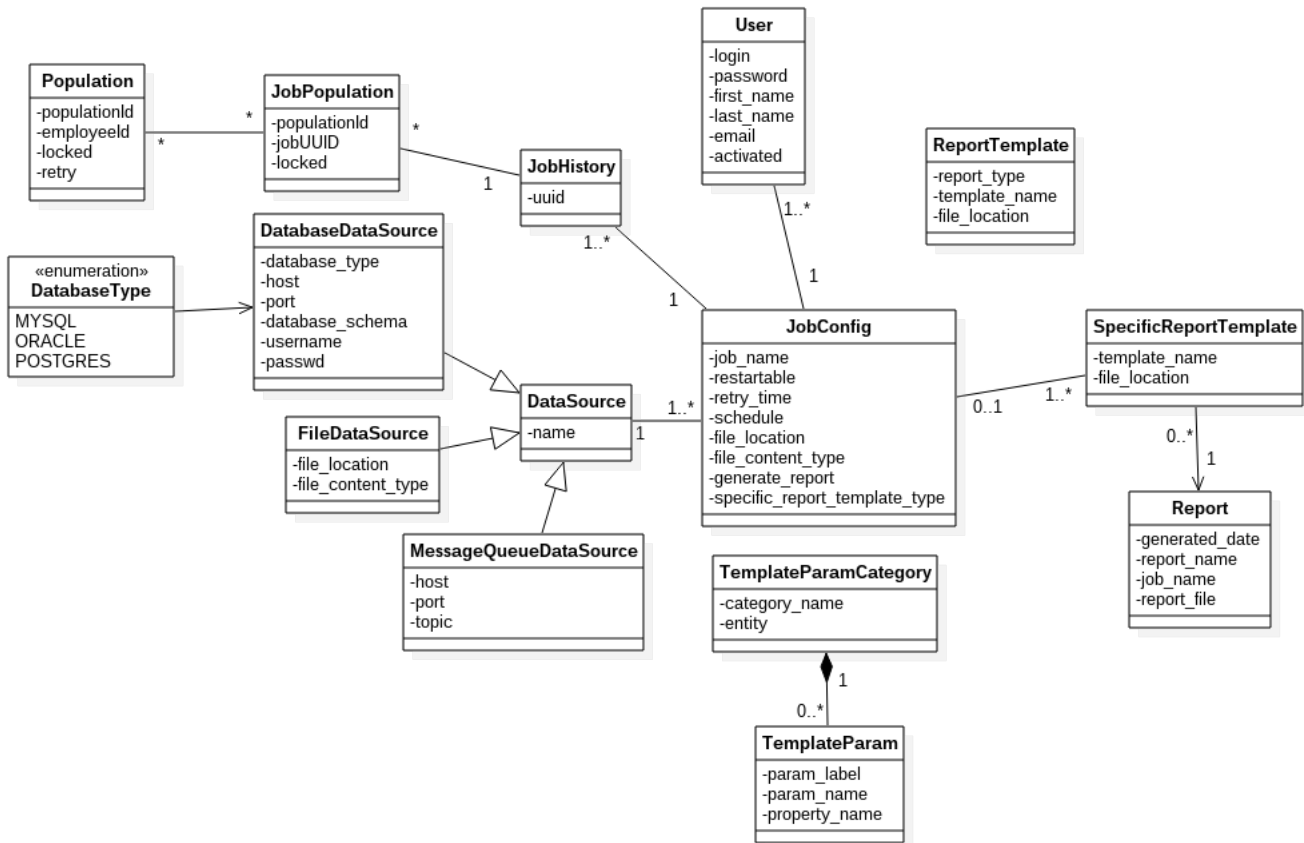 User
-login
-password
-first_name
-last_name
-email
-activated
Population
-populationId
-employeeId
-locked
-retry
*
*
JobPopulation
-populationId
-jobUUID
-locked
*
1
JobHistory
-uuid
1..*
1
1..*
1
ReportTemplate
-report_type
-template_name
-file_location
«enumeration»
DatabaseType
MYSQL
ORACLE
POSTGRES
DatabaseDataSource
-database_type
-host
-port
-database_schema
-username
-passwd
JobConfig
-job_name
-restartable
-retry_time
-schedule
-file_location
-file_content_type
-generate_report
-specific_report_template_type
SpecificReportTemplate
-template_name
-file_location
0..1
1..*
DataSource
-name
1
1..*
FileDataSource
-file_location
-file_content_type
0..*
1
Report
-generated_date
-report_name
-job_name
-report_file
MessageQueueDataSource
-host
-port
-topic
TemplateParamCategory
-category_name
-entity
1
0..*
TemplateParam
-param_label
-param_name
-property_name